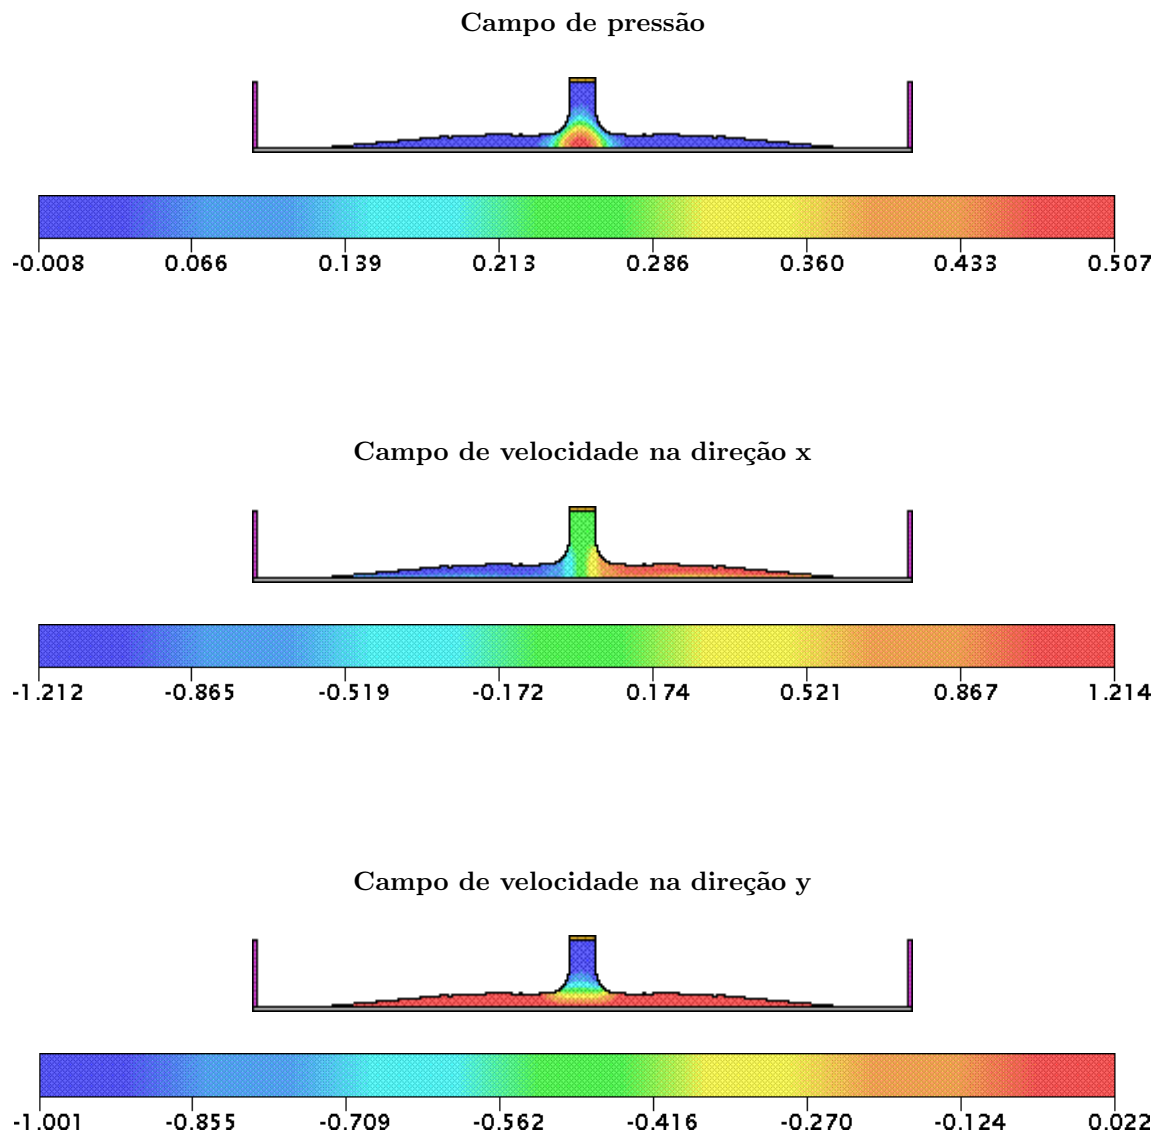 Campo de pressão
-0.008 0.066 0.139 0.213 0.286 0.360 0.433 0.507
Campo de velocidade na direção x
-1.212 -0.865 -0.519 -0.172 0.174 0.521 0.867 1.214
Campo de velocidade na direção y
-1.001 -0.855 -0.709 -0.562 -0.416 -0.270 -0.124 0.022